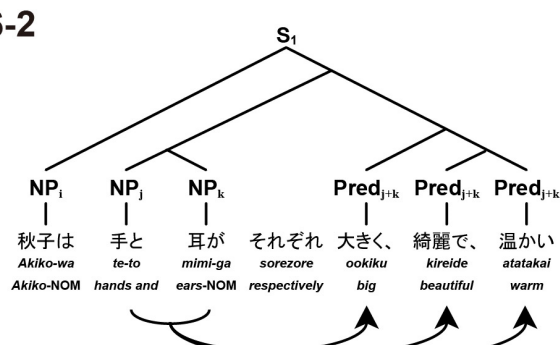 -2
S1
NPi NPj NPk Predj+k Predj+k Predj+k
秋子は 手と 耳が それぞれ 大きく、 綺麗で、 温かい
Akiko-wa te-to mimi-ga sorezore ookiku kireide atatakai
Akiko-NOM hands and ears-NOM respectively big beautiful warm